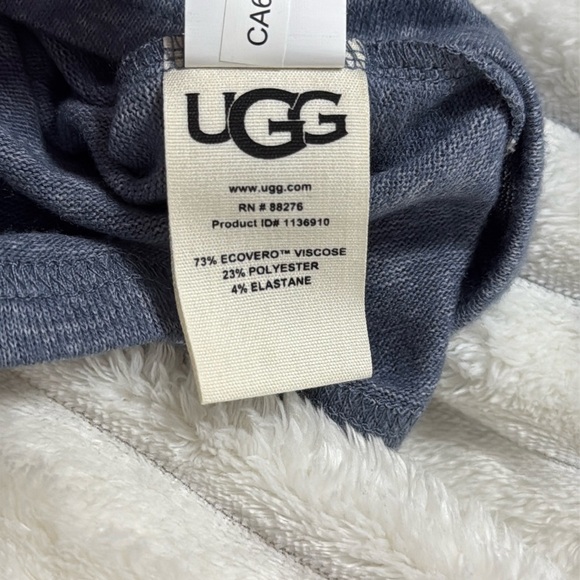 CA6
UGG
www.ugg.com
RN # 88276
Product ID# 1136910
73% ECOVERO™ VISCOSE
23% POLYESTER
4% ELASTANE